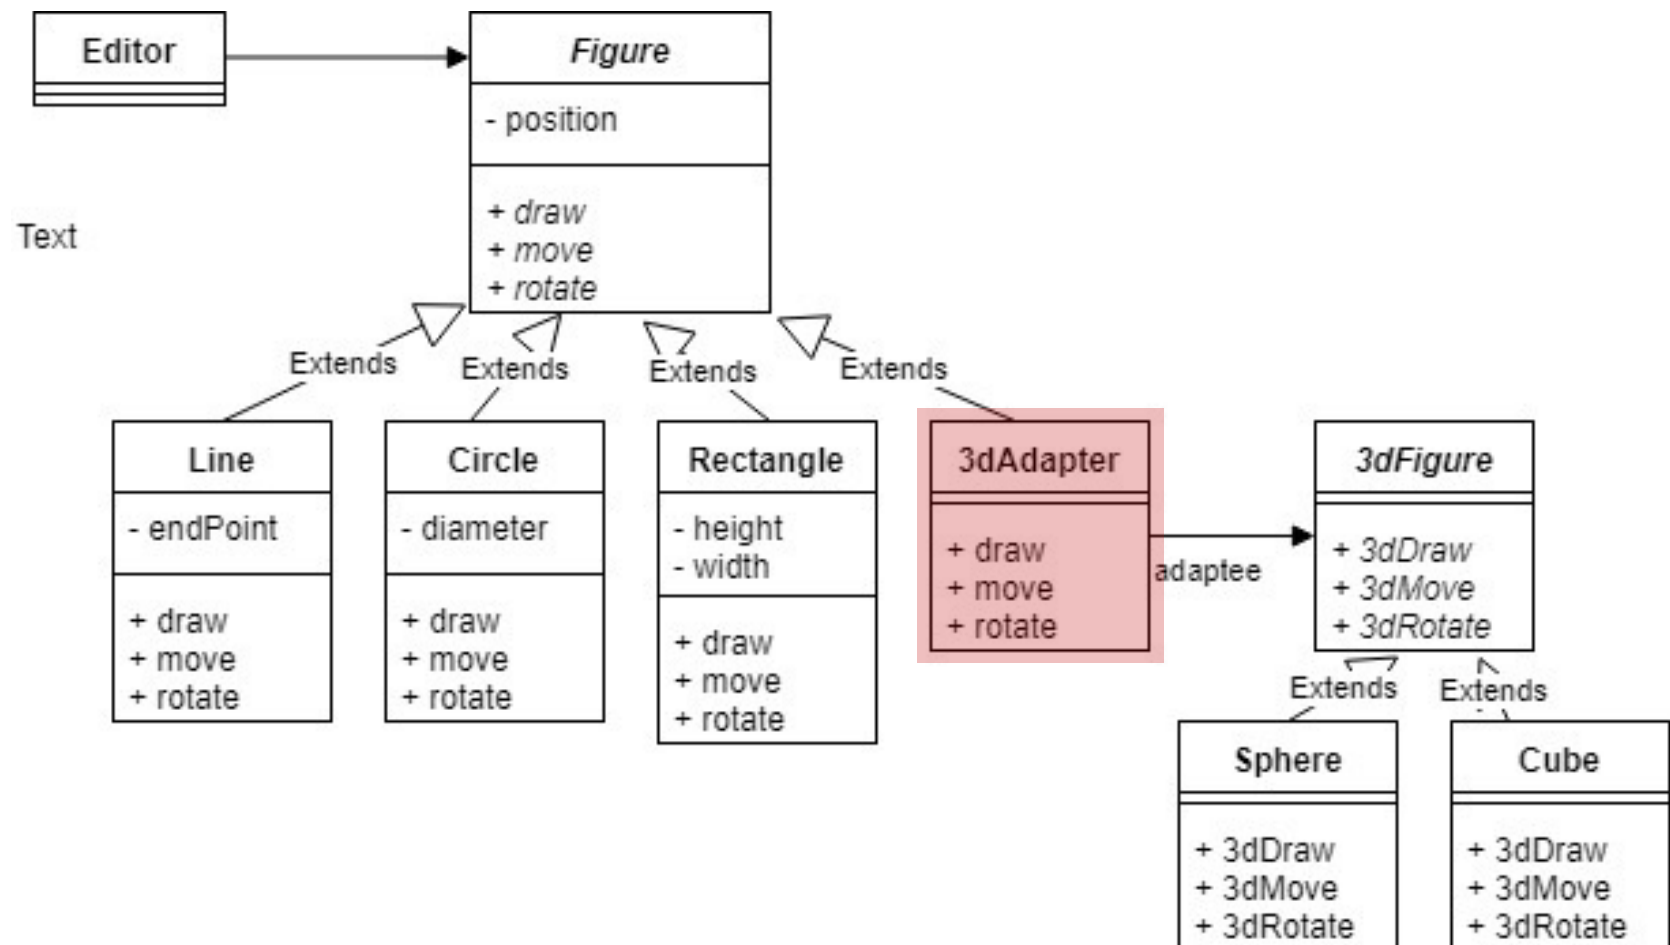 Editor
Figure
- position
+ draw
+ move
+ rotate
Text
Extends
Extends
Extends
Extends
Line
- endPoint
+ draw
+ move
+ rotate
Circle
- diameter
+ draw
+ move
+ rotate
Rectangle
- height
- width
+ draw
+ move
+ rotate
3dAdapter
+ draw
+ move
+ rotate
adaptee
3dFigure
+ 3dDraw
+ 3dMove
+ 3dRotate
Extends
Extends
Sphere
+ 3dDraw
+ 3dMove
+ 3dRotate
Cube
+ 3dDraw
+ 3dMove
+ 3dRotate